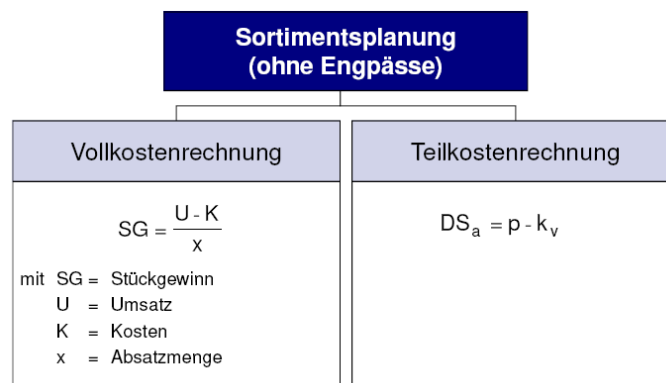 Sortimentsplanung
(ohne Engpässe)
Vollkostenrechnung
SG = U - K / x
mit SG = Stückgewinn
U = Umsatz
K = Kosten
x = Absatzmenge
Teilkostenrechnung
DSa = p - kv